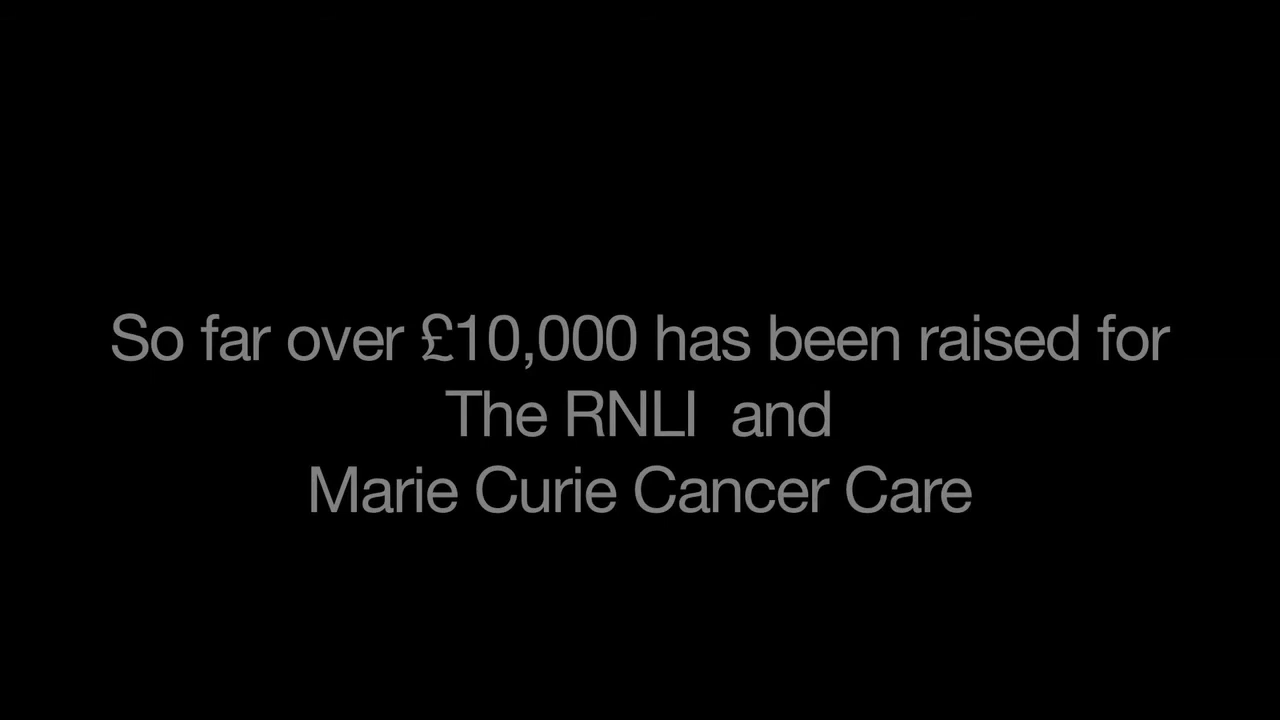 So far over £10,000 has been raised for
The RNLI  and
Marie Curie Cancer Care